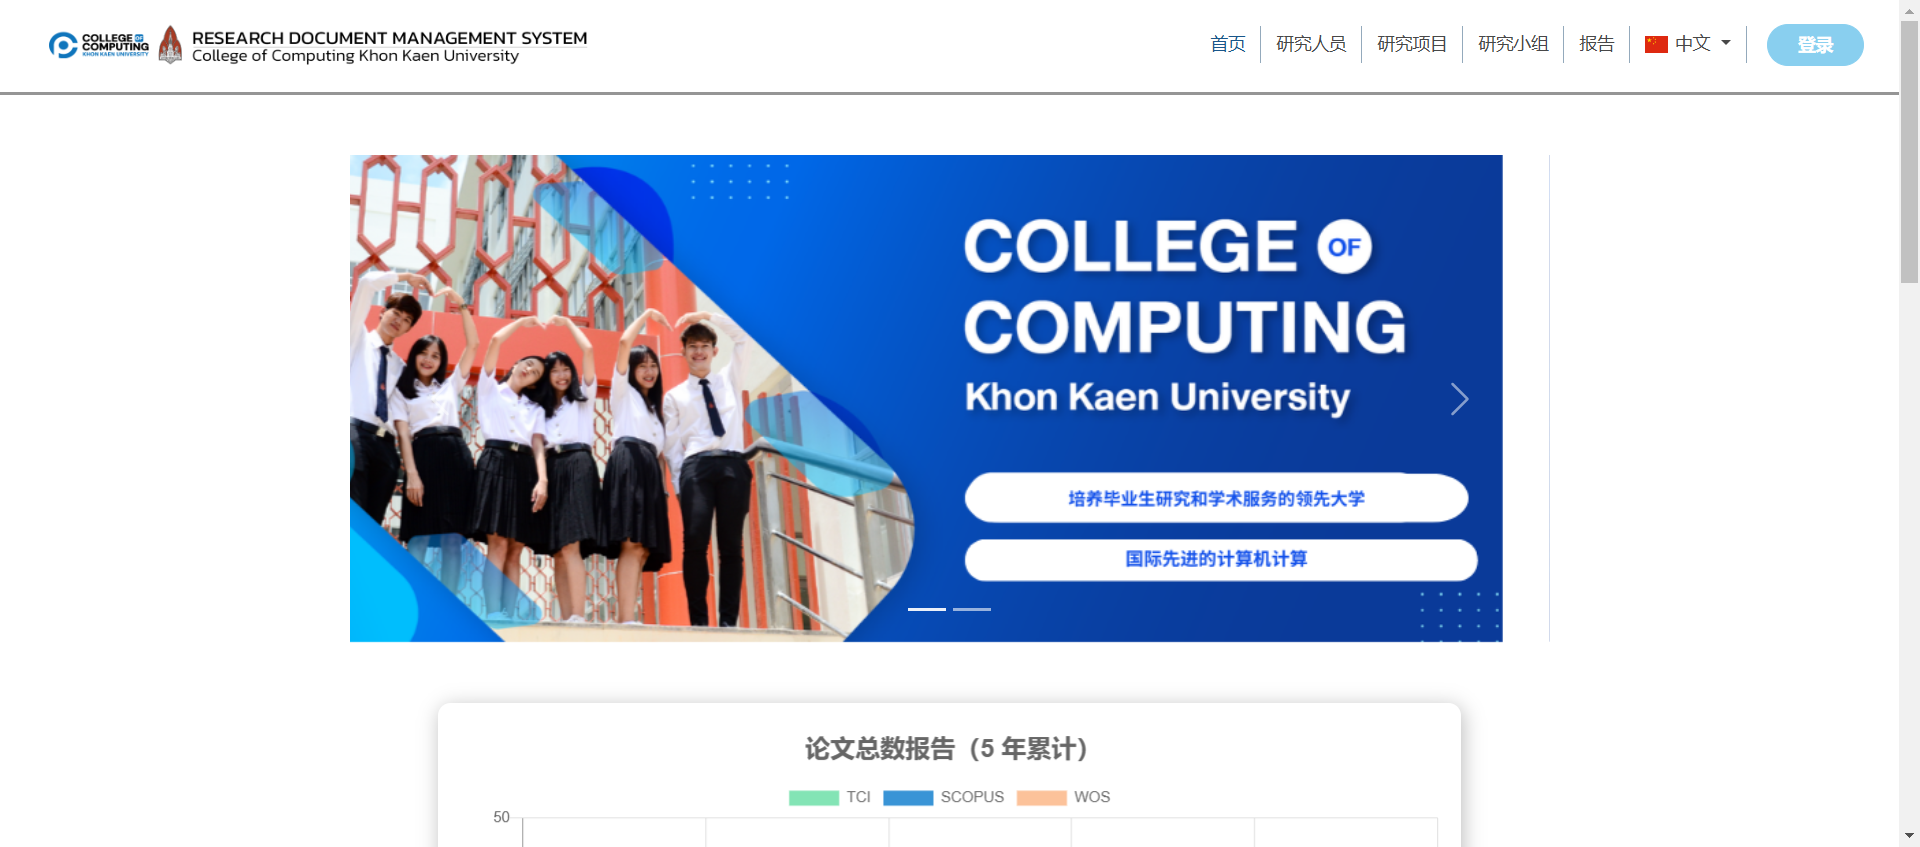 COLLEGE OF
COMPUTING
KHON KAEN UNIVERSITY
RESEARCH DOCUMENT MANAGEMENT SYSTEM
College of Computing Khon Kaen University
首页
研究人员
研究项目
研究小组
报告
中文
登录
COLLEGE OF
COMPUTING
Khon Kaen University
培养毕业生研究和学术服务的领先大学
国际先进的计算机计算
论文总数报告（5 年累计）
TCI SCOPUS WOS
50